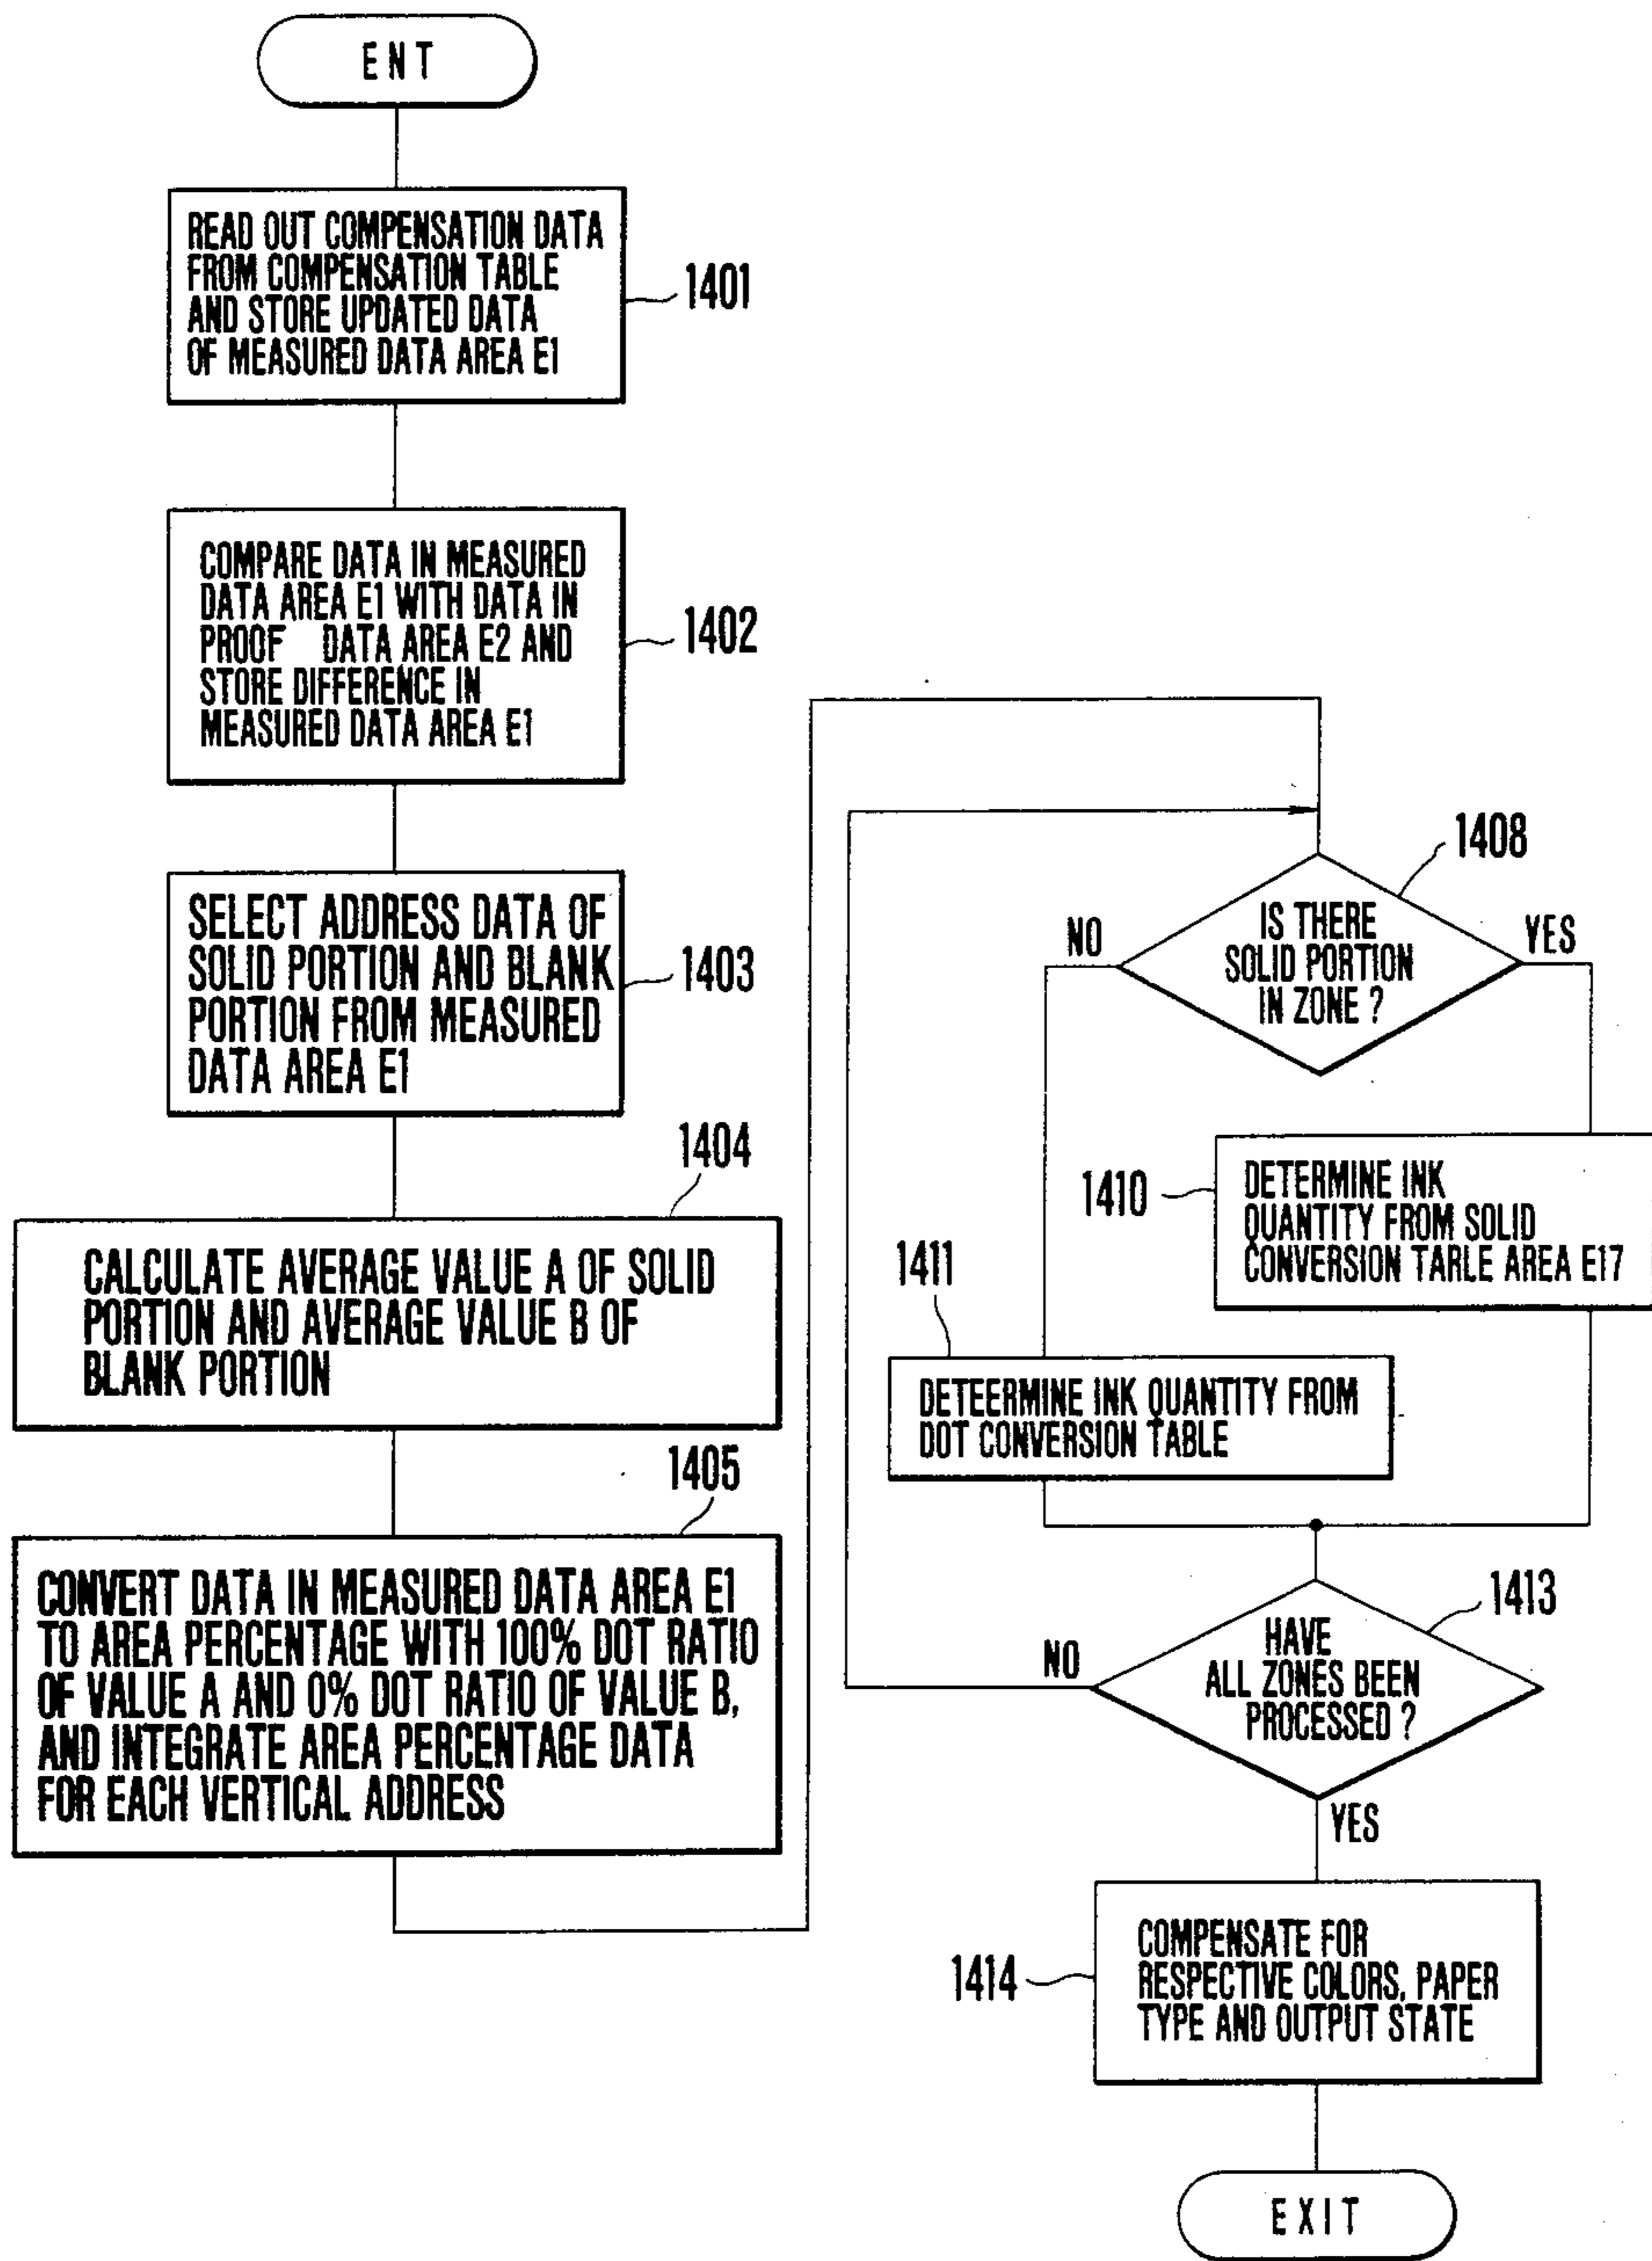 ENT
READ OUT COMPENSATION DATA
FROM COMPENSATION TABLE
AND STORE UPDATED DATA
OF MEASURED DATA AREA E1
1401
COMPARE DATA IN MEASURED
DATA AREA E1 WITH DATA IN
PROOF DATA AREA E2 AND
STORE DIFFERENCE IN
MEASURED DATA AREA E1
1402
SELECT ADDRESS DATA OF
SOLID PORTION AND BLANK
PORTION FROM MEASURED
DATA AREA E1
1403
1404
CALCULATE AVERAGE VALUE A OF SOLID
PORTION AND AVERAGE VALUE B OF
BLANK PORTION
1405
CONVERT DATA IN MEASURED DATA AREA E1
TO AREA PERCENTAGE WITH 100% DOT RATIO
OF VALUE A AND 0% DOT RATIO OF VALUE B,
AND INTEGRATE AREA PERCENTAGE DATA
FOR EACH VERTICAL ADDRESS
1408
IS THERE
SOLID PORTION
IN ZONE ?
NO
YES
1410
DETERMINE INK
QUANTITY FROM SOLID
CONVERSION TARLE AREA E17
1411
DETEERMINE INK QUANTITY FROM
DOT CONVERSION TABLE
1413
HAVE
ALL ZONES BEEN
PROCESSED ?
NO
YES
1414
COMPENSATE FOR
RESPECTIVE COLORS, PAPER
TYPE AND OUTPUT STATE
EXIT